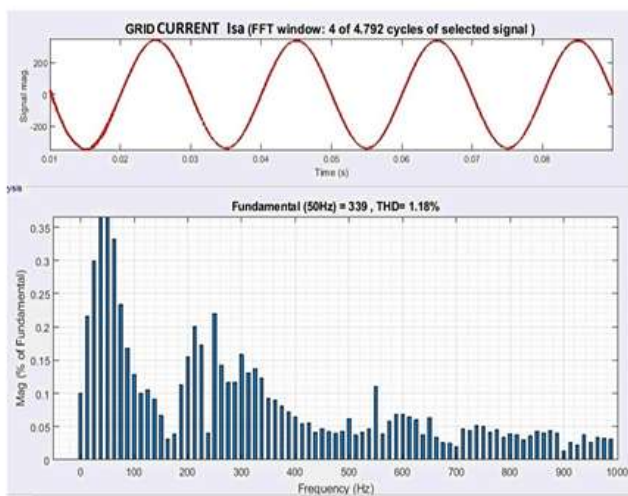 GRID CURRENT Isa (FFT window: 4 of 4.792 cycles of selected signal )
Signal mag.
200
0
-200
0.01 0.02 0.03 0.04 0.05 0.06 0.07 0.08
Time (s)
ysis
Fundamental (50Hz) = 339 , THD= 1.18%
Mag (% of Fundamental)
0.35
0.3
0.25
0.2
0.15
0.1
0.05
0
0 100 200 300 400 500 600 700 800 900 1000
Frequency (Hz)